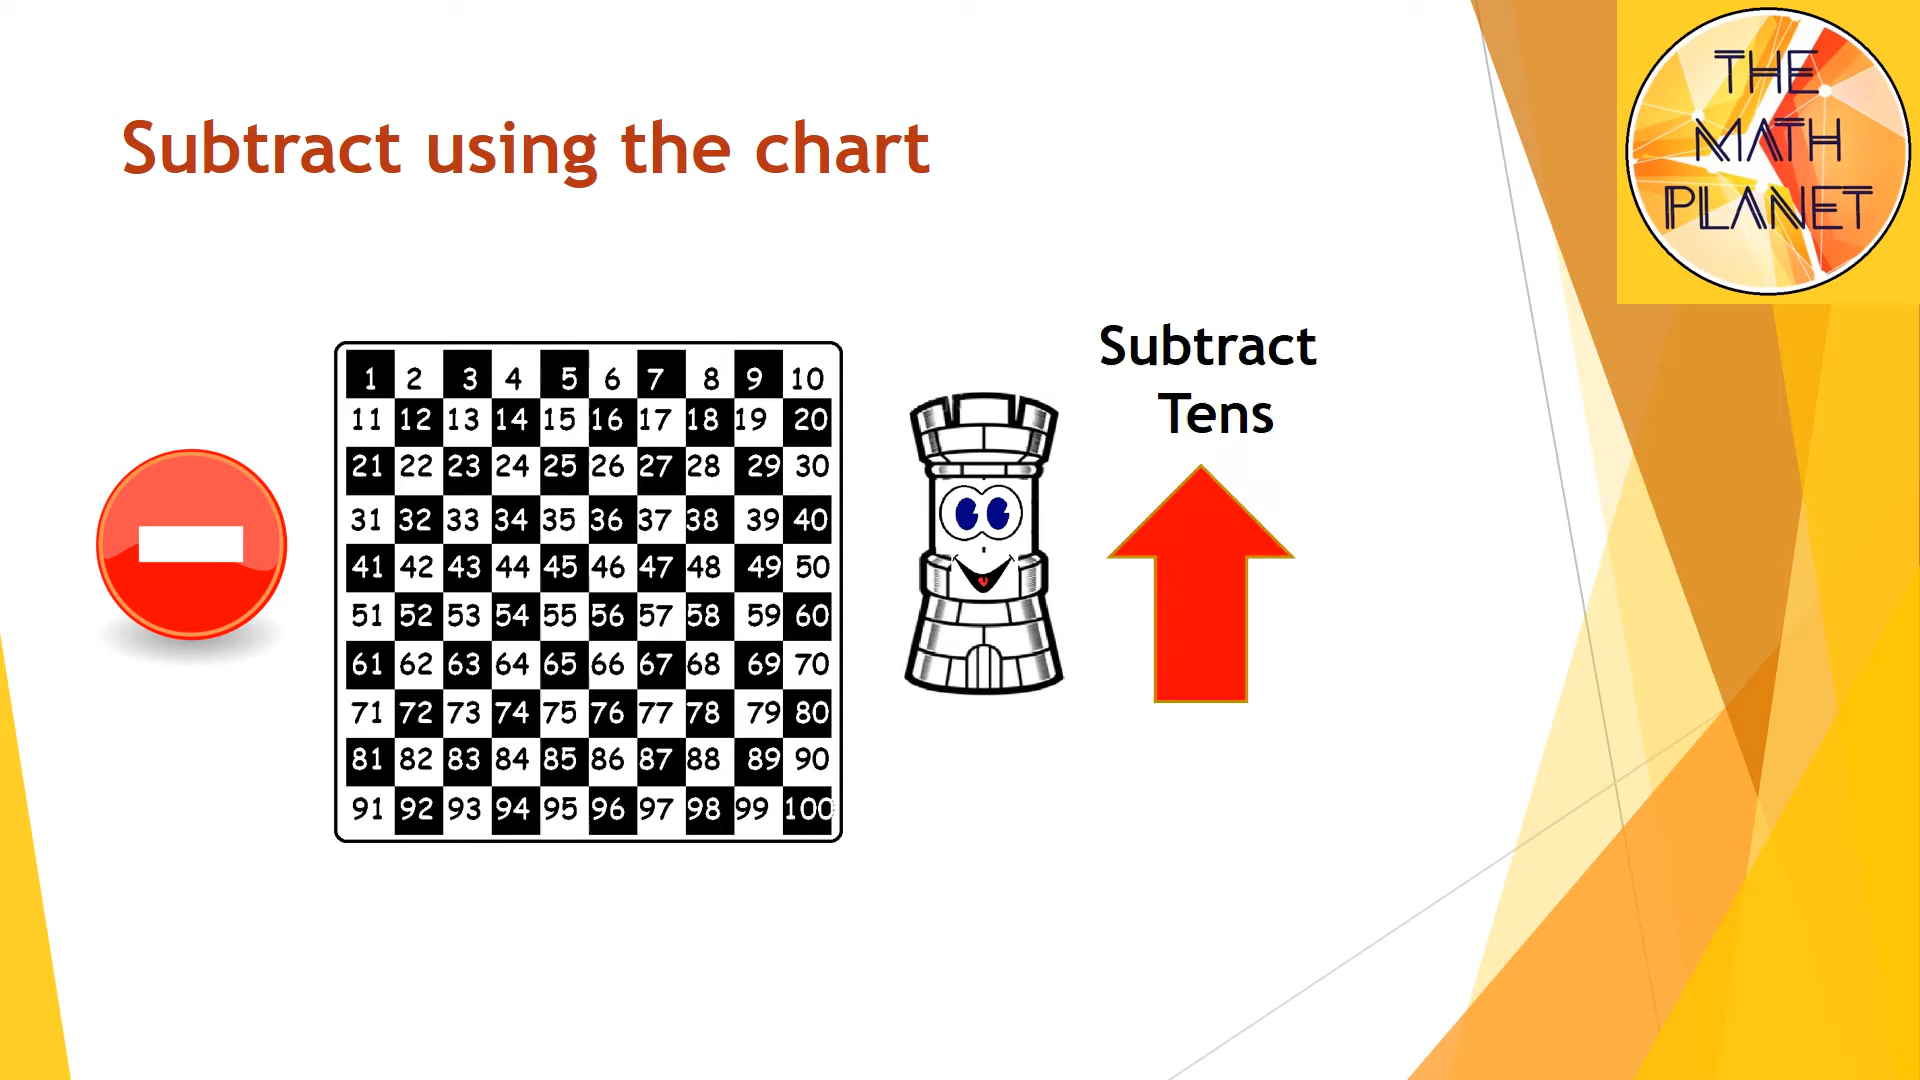 Subtract using the chart
THE
MATH
PLANET
1 2 3 4 5 6 7 8 9 10
11 12 13 14 15 16 17 18 19 20
21 22 23 24 25 26 27 28 29 30
31 32 33 34 35 36 37 38 39 40
41 42 43 44 45 46 47 48 49 50
51 52 53 54 55 56 57 58 59 60
61 62 63 64 65 66 67 68 69 70
71 72 73 74 75 76 77 78 79 80
81 82 83 84 85 86 87 88 89 90
91 92 93 94 95 96 97 98 99 100
Subtract
Tens